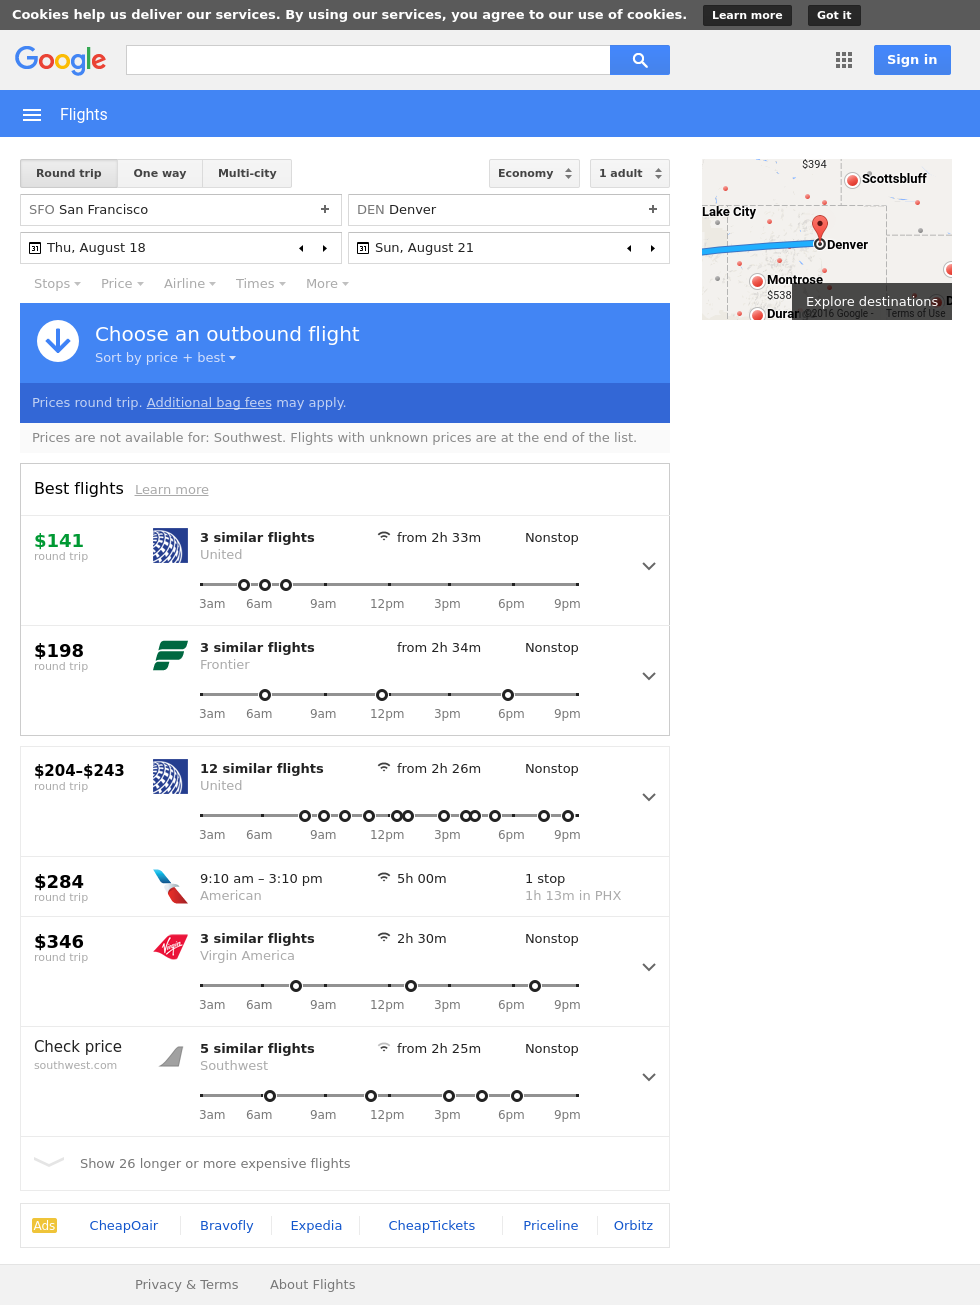 Cookies help us deliver our services. By using our services, you agree to our use of cookies. Learn more Got it
Google Sign in
Flights
Round trip One way Multi-city Economy 1 adult
SFO San Francisco + DEN Denver +
31 Thu, August 18 31 Sun, August 21
Stops Price Airline Times More
$394
Scottsbluff
Lake City
Denver
Montrose
$538
Explore destinations
Duran ©2016 Google - Terms of Use
Choose an outbound flight
Sort by price + best
Prices round trip. Additional bag fees may apply.
Prices are not available for: Southwest. Flights with unknown prices are at the end of the list.
Best flights Learn more
$141 3 similar flights from 2h 33m Nonstop
round trip United
3am 6am 9am 12pm 3pm 6pm 9pm
$198 3 similar flights from 2h 34m Nonstop
round trip Frontier
3am 6am 9am 12pm 3pm 6pm 9pm
$204–$243 12 similar flights from 2h 26m Nonstop
round trip United
3am 6am 9am 12pm 3pm 6pm 9pm
$284 9:10 am – 3:10 pm 5h 00m 1 stop
round trip American 1h 13m in PHX
$346 3 similar flights 2h 30m Nonstop
round trip Virgin America
3am 6am 9am 12pm 3pm 6pm 9pm
Check price 5 similar flights from 2h 25m Nonstop
southwest.com Southwest
3am 6am 9am 12pm 3pm 6pm 9pm
Show 26 longer or more expensive flights
Ads CheapOair Bravofly Expedia CheapTickets Priceline Orbitz
Privacy & Terms About Flights